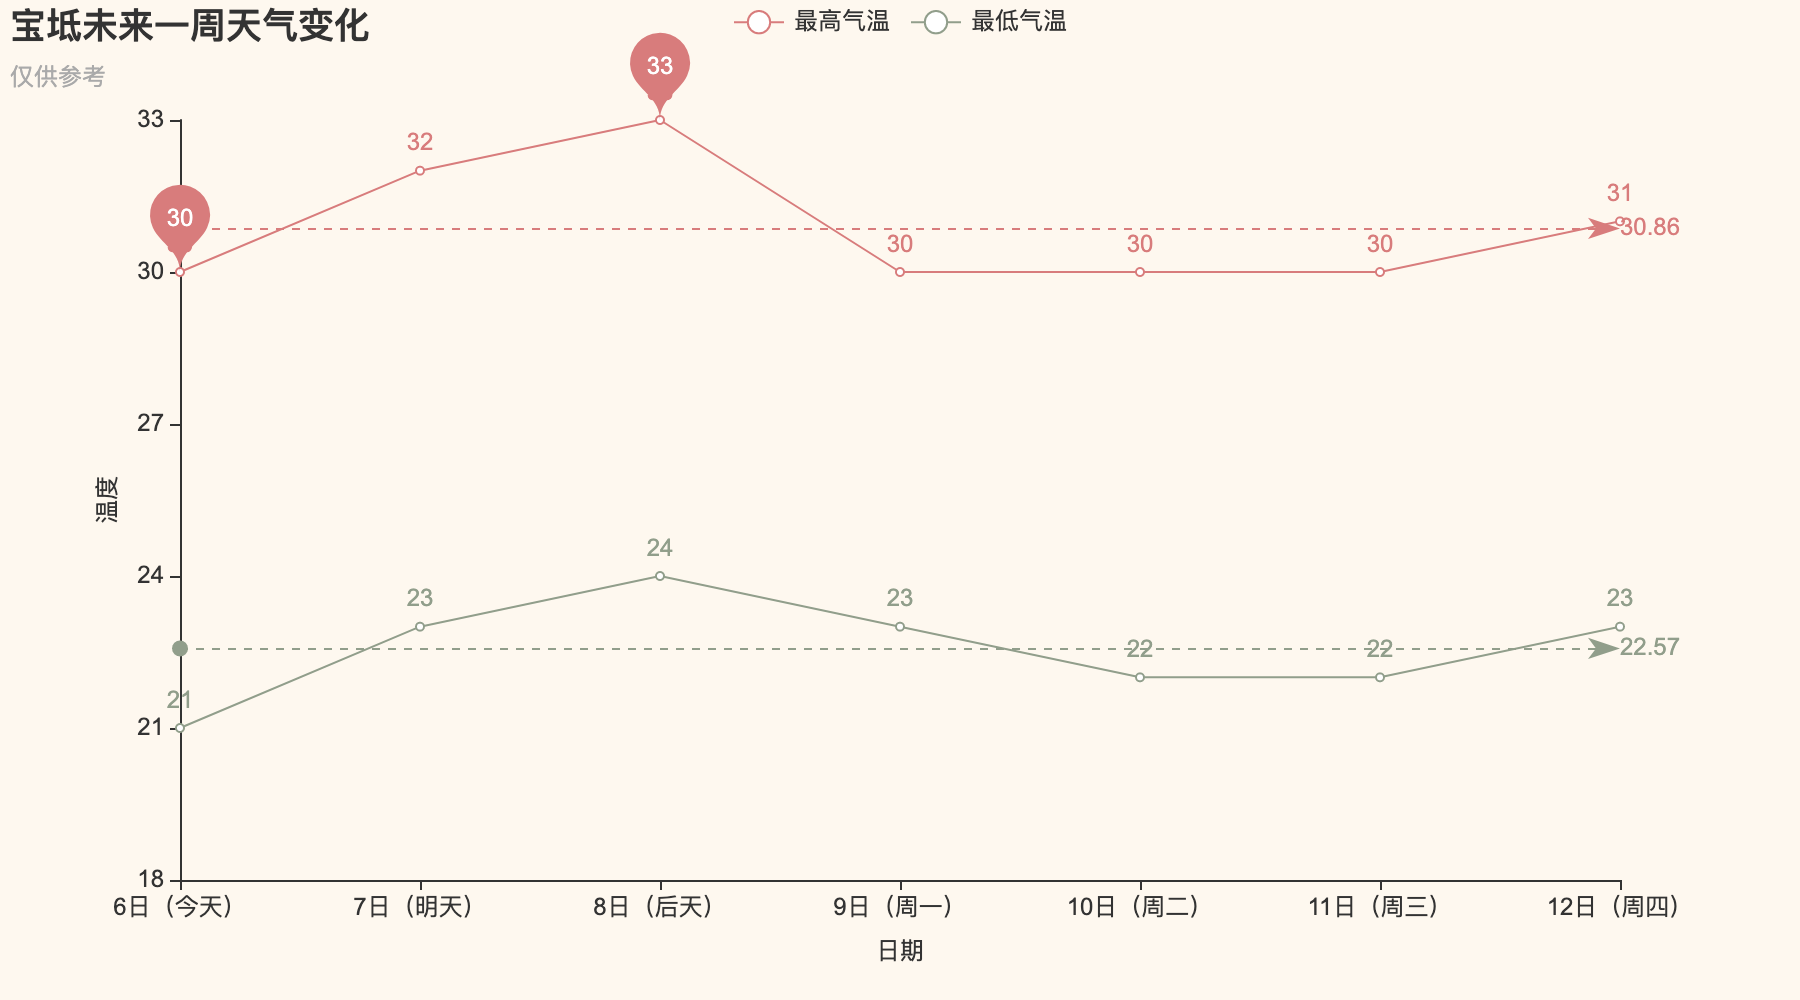 宝坻未来一周天气变化
仅供参考
最高气温
最低气温
33
30
27
24
21
18
温度
30
32
33
30
30
30
31
30.86
21
23
24
23
22
22
23
22.57
6日（今天）
7日（明天）
8日（后天）
9日（周一）
10日（周二）
11日（周三）
12日（周四）
日期